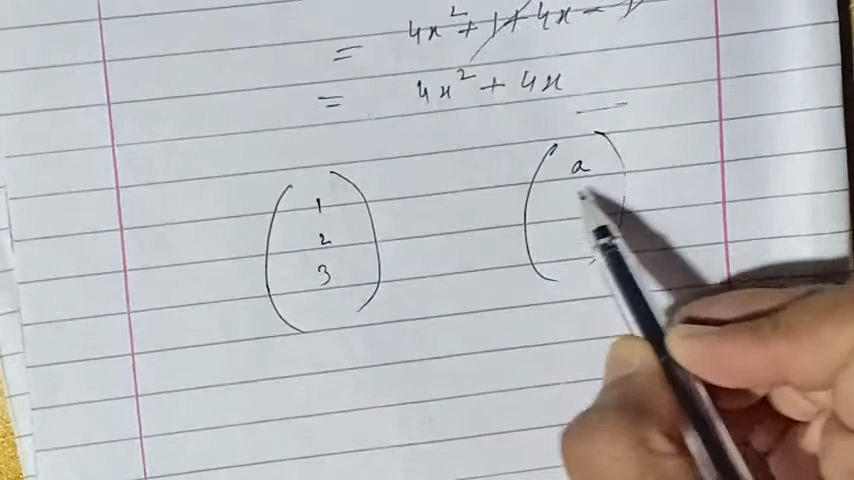 = 4x² + 1 + 4x - 1
= 4x² + 4x
1
2
3
a